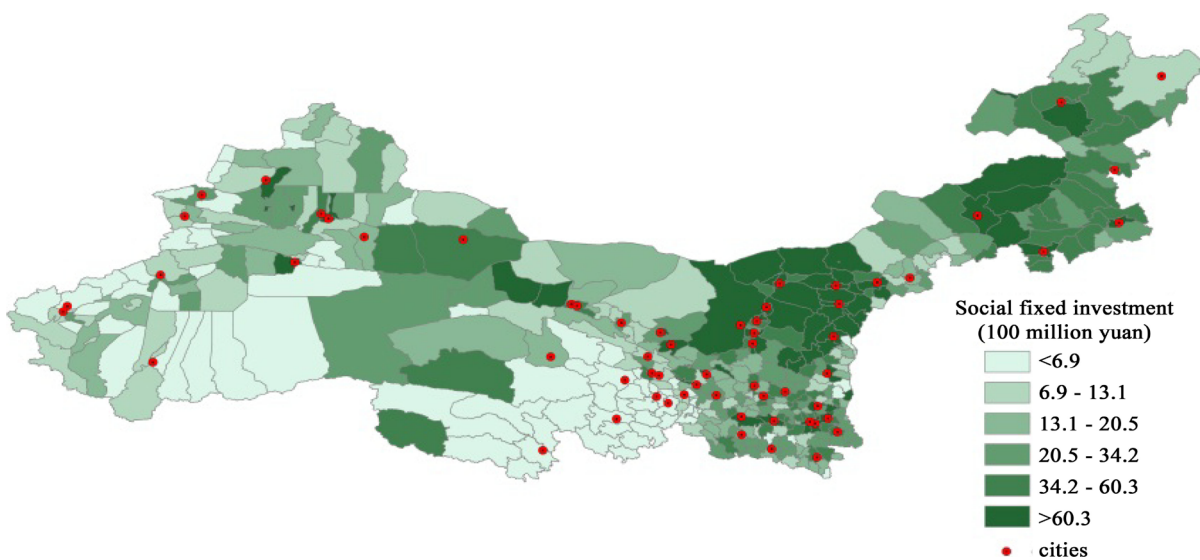 Social fixed investment
(100 million yuan)
<6.9
6.9 - 13.1
13.1 - 20.5
20.5 - 34.2
34.2 - 60.3
>60.3
cities